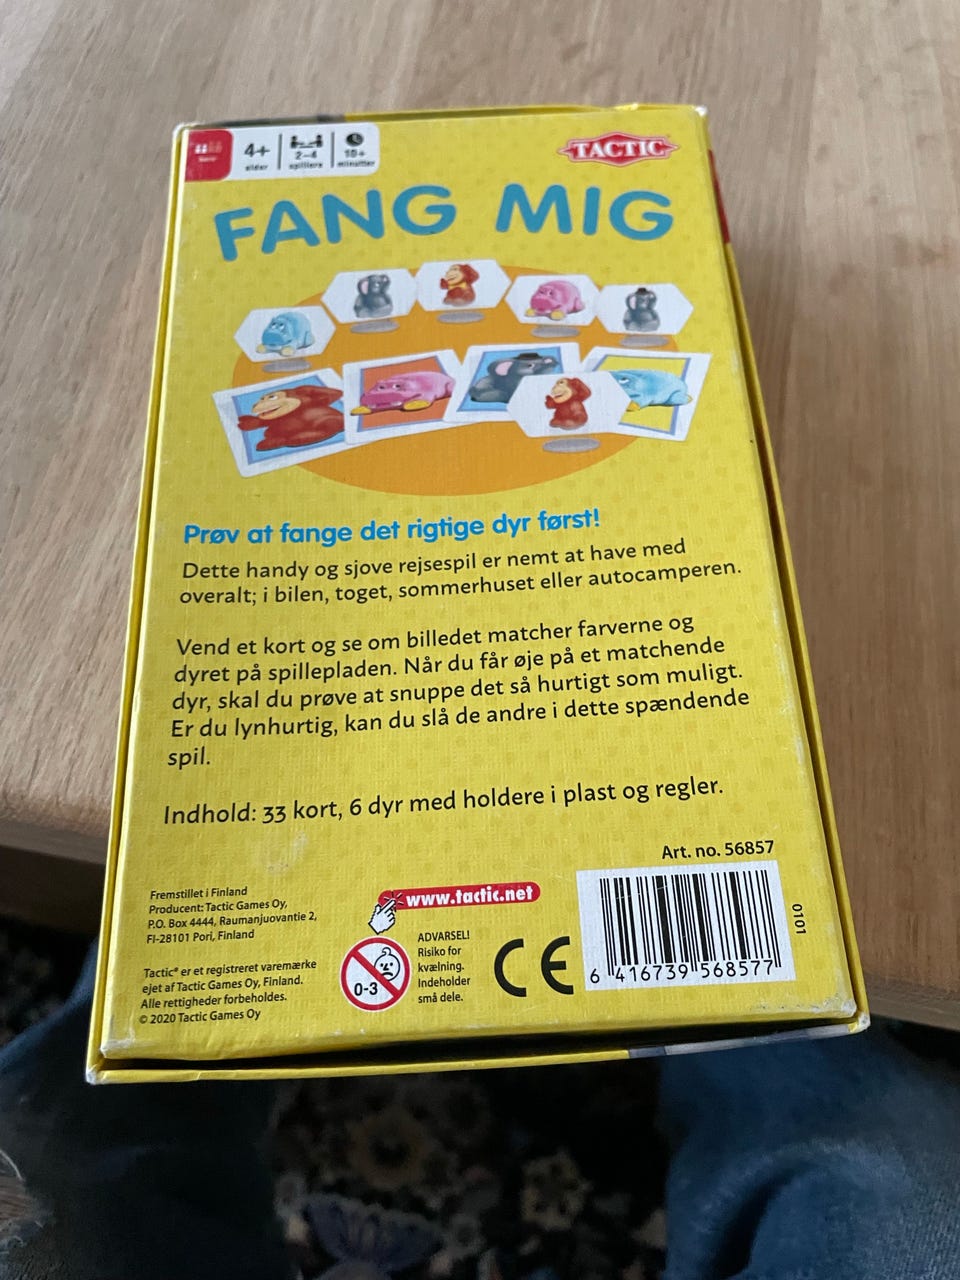 4+
alder
2-4
spillere
10+
minutter
TACTIC
FANG MIG
Prøv at fange det rigtige dyr først!
Dette handy og sjove rejsespil er nemt at have med
overalt; i bilen, toget, sommerhuset eller autocamperen.
Vend et kort og se om billedet matcher farverne og
dyret på spillepladen. Når du får øje på et matchende
dyr, skal du prøve at snuppe det så hurtigt som muligt.
Er du lynhurtig, kan du slå de andre i dette spændende
spil.
Indhold: 33 kort, 6 dyr med holdere i plast og regler.
Art. no. 56857
Fremstillet i Finland
Producent: Tactic Games Oy,
P.O. Box 4444, Raumanjuovantie 2,
FI-28101 Pori, Finland
Tactic® er et registreret varemærke
ejet af Tactic Games Oy, Finland.
Alle rettigheder forbeholdes.
© 2020 Tactic Games Oy
www.tactic.net
0-3
ADVARSEL!
Risiko for
kvælning.
Indeholder
små dele.
CE
6 416739 568577
0101